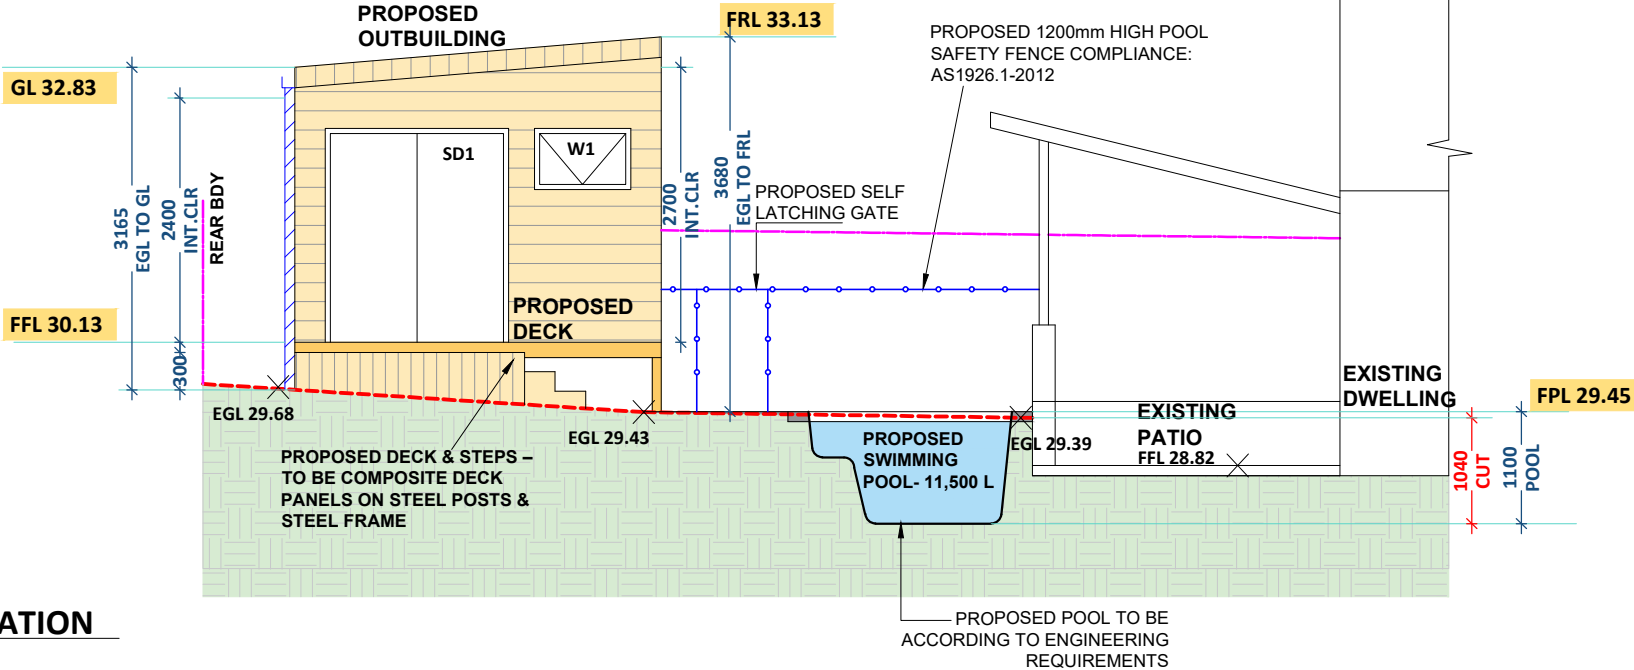 PROPOSED
OUTBUILDING
FRL 33.13
PROPOSED 1200mm HIGH POOL
SAFETY FENCE COMPLIANCE:
AS1926.1-2012
GL 32.83
3165
EGL TO GL
2400
INT.CLR
REAR BDY
SD1
W1
2700
INT.CLR
3680
EGL TO FRL
PROPOSED SELF
LATCHING GATE
FFL 30.13
300
PROPOSED
DECK
EGL 29.68
EGL 29.43
PROPOSED DECK & STEPS –
TO BE COMPOSITE DECK
PANELS ON STEEL POSTS &
STEEL FRAME
PROPOSED
SWIMMING
POOL- 11,500 L
EGL 29.39
EXISTING
PATIO
FFL 28.82
EXISTING
DWELLING
FPL 29.45
1040
CUT
1100
POOL
PROPOSED POOL TO BE
ACCORDING TO ENGINEERING
REQUIREMENTS
ATION